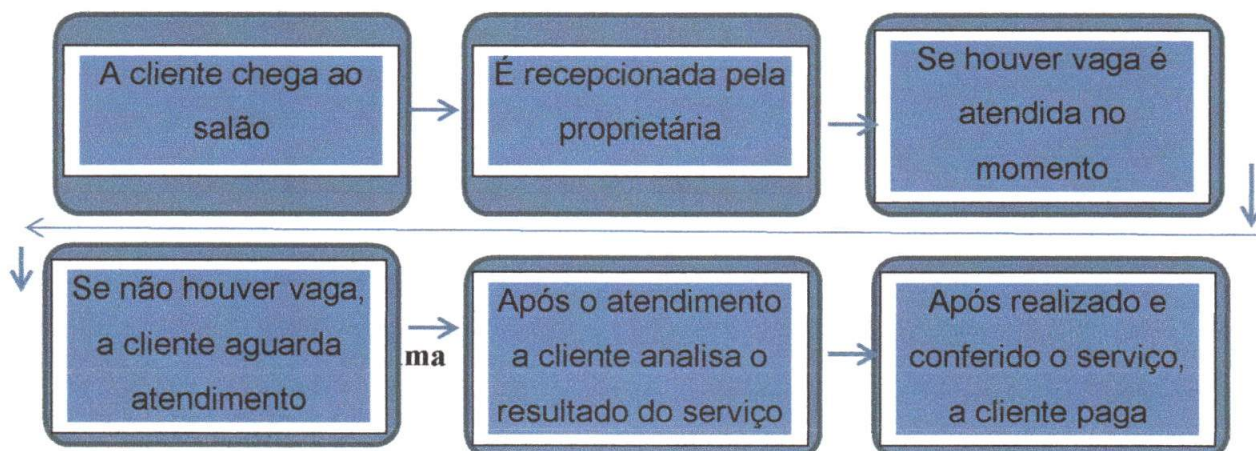 A cliente chega ao
salão
É recepcionada pela
proprietária
Se houver vaga é
atendida no
momento
Se não houver vaga,
a cliente aguarda
atendimento
ma
Após o atendimento
a cliente analisa o
resultado do serviço
Após realizado e
conferido o serviço,
a cliente paga